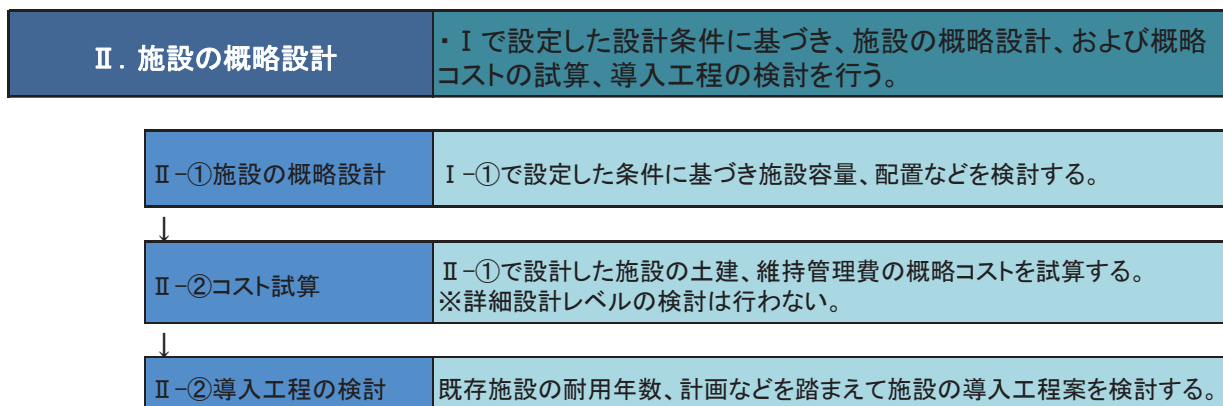 Ⅱ. 施設の概略設計
・Ⅰで設定した設計条件に基づき、施設の概略設計、および概略
コストの試算、導入工程の検討を行う。
Ⅱ-①施設の概略設計
Ⅰ-①で設定した条件に基づき施設容量、配置などを検討する。
↓
Ⅱ-②コスト試算
Ⅱ-①で設計した施設の土建、維持管理費の概略コストを試算する。
※詳細設計レベルの検討は行わない。
↓
Ⅱ-②導入工程の検討
既存施設の耐用年数、計画などを踏まえて施設の導入工程案を検討する。